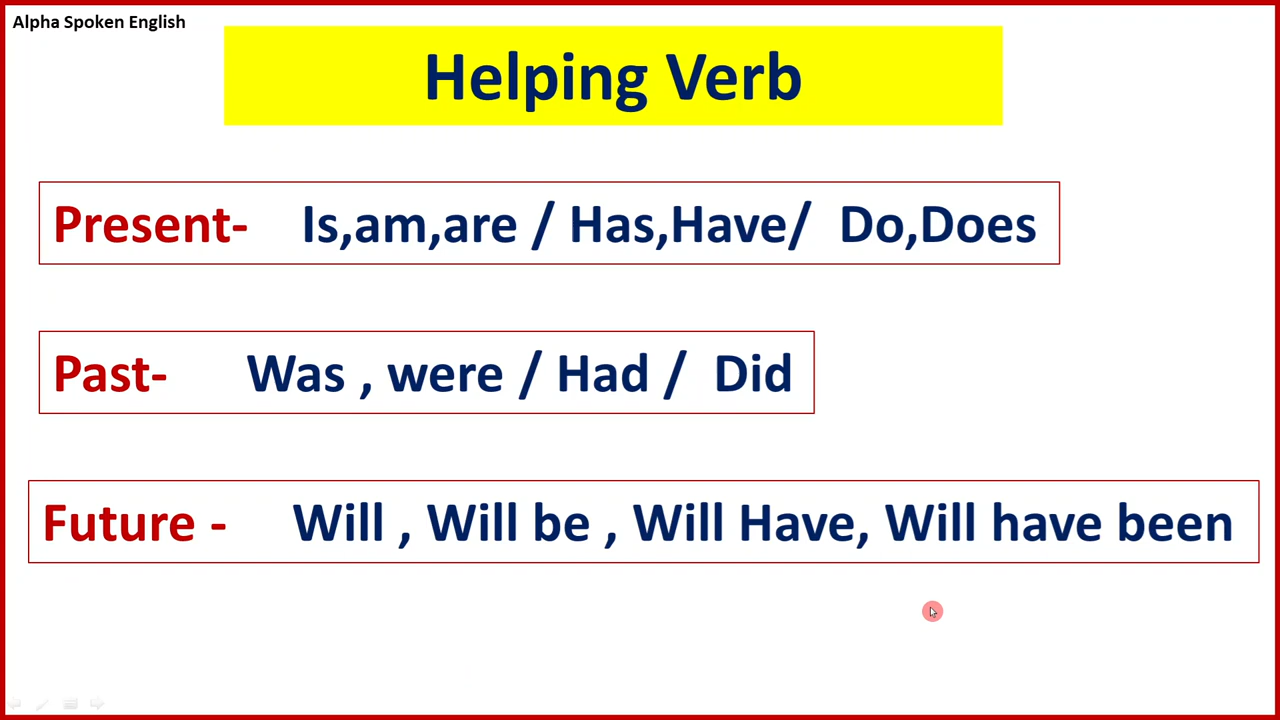 Alpha Spoken English
Helping Verb
Present- Is,am,are / Has,Have/ Do,Does
Past- Was , were / Had / Did
Future - Will , Will be , Will Have, Will have been